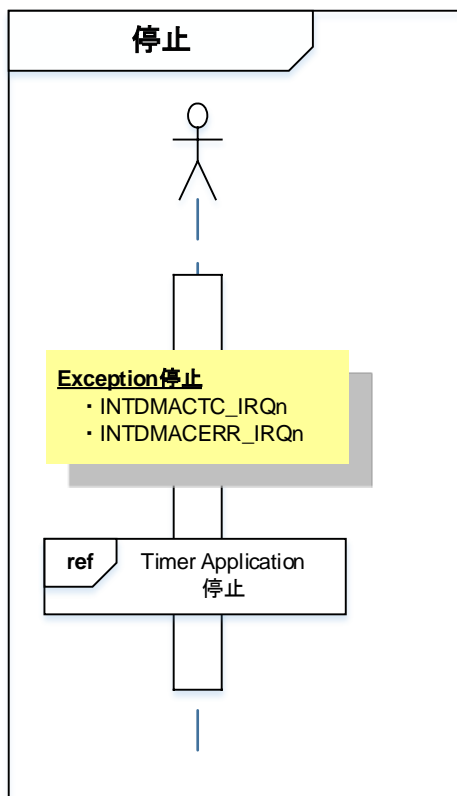 停止
Exception停止
・INTDMACTC_IRQn
・INTDMACERR_IRQn
ref
Timer Application
停止